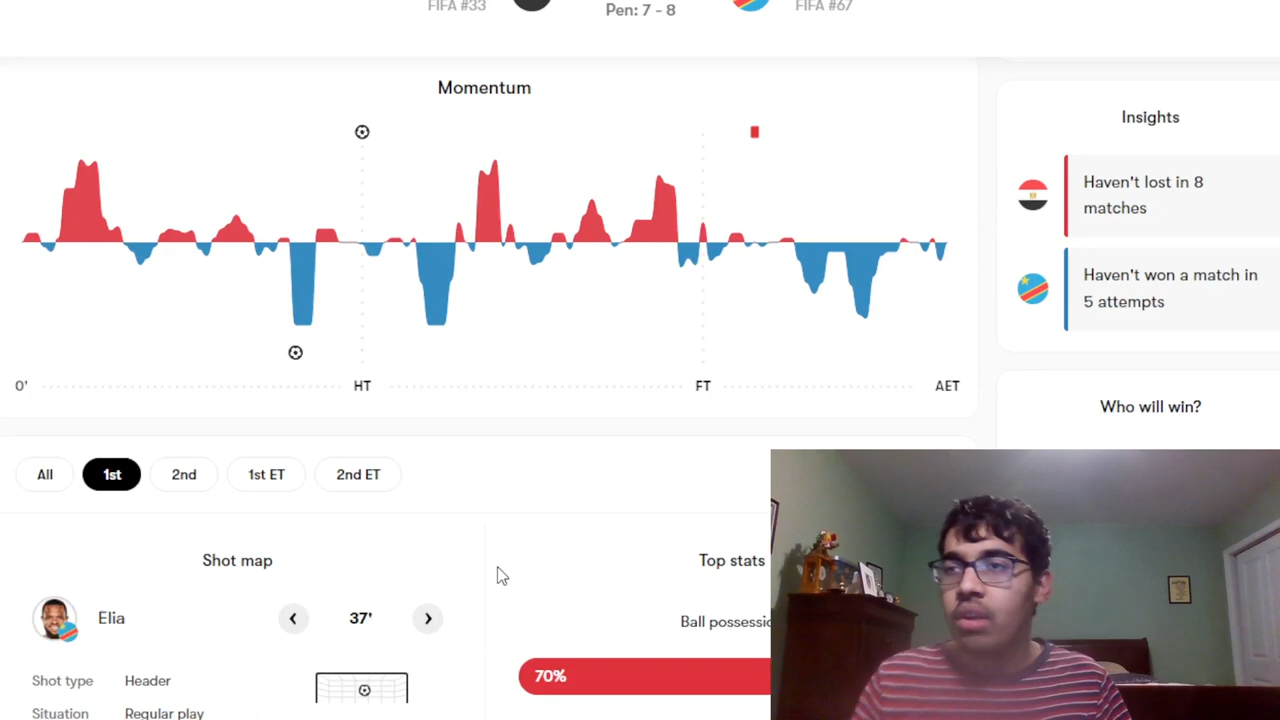 FIFA #33
Pen: 7 - 8
FIFA #67
Momentum
0'
HT
FT
AET
Insights
Haven't lost in 8
matches
Haven't won a match in
5 attempts
Who will win?
All
1st
2nd
1st ET
2nd ET
Shot map
Elia
37'
Shot type
Header
Situation
Regular play
Top stats
Ball possessio
70%